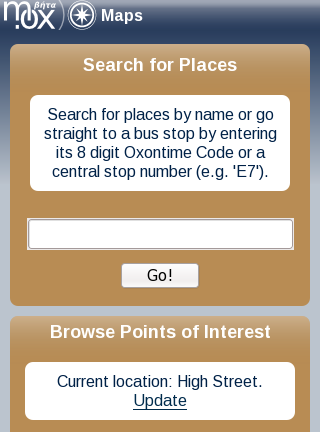 mox βήτα
Maps
Search for Places
Search for places by name or go
straight to a bus stop by entering
its 8 digit Oxontime Code or a
central stop number (e.g. 'E7').
Go!
Browse Points of Interest
Current location: High Street.
Update